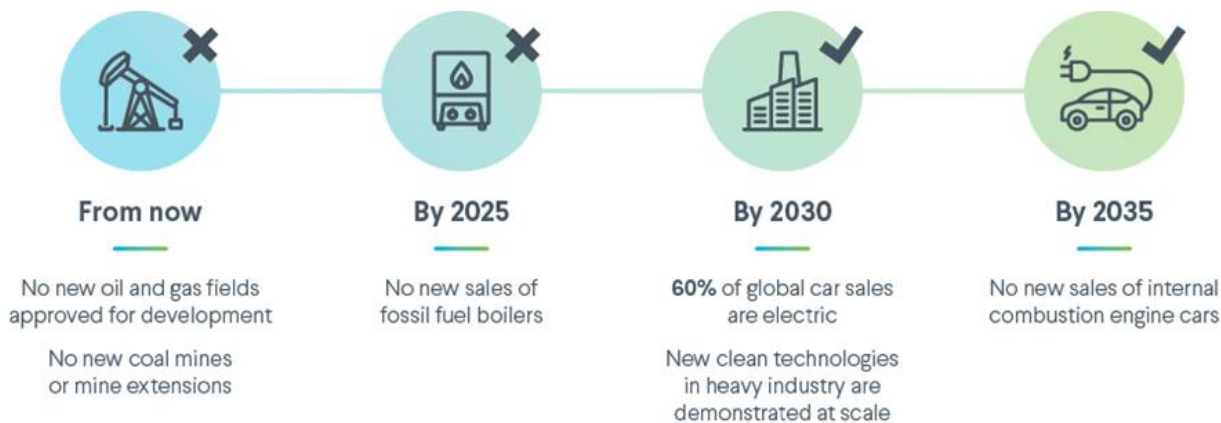 From now
No new oil and gas fields
approved for development
No new coal mines
or mine extensions
By 2025
No new sales of
fossil fuel boilers
By 2030
60% of global car sales
are electric
New clean technologies
in heavy industry are
demonstrated at scale
By 2035
No new sales of internal
combustion engine cars